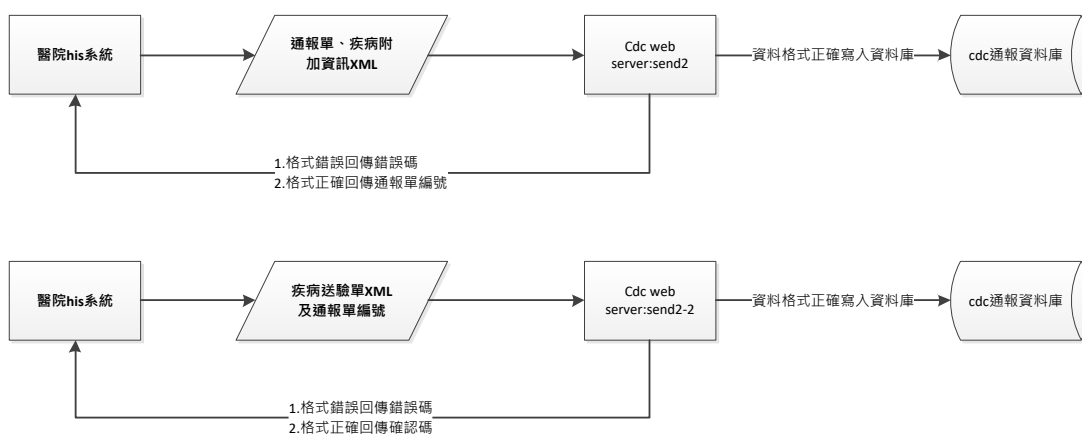 醫院his系統
通報單、疾病附
加資訊XML
Cdc web
server:send2
資料格式正確寫入資料庫
cdc通報資料庫
1.格式錯誤回傳錯誤碼
2.格式正確回傳通報單編號
醫院his系統
疾病送驗單XML
及通報單編號
Cdc web
server:send2-2
資料格式正確寫入資料庫
cdc通報資料庫
1.格式錯誤回傳錯誤碼
2.格式正確回傳確認碼